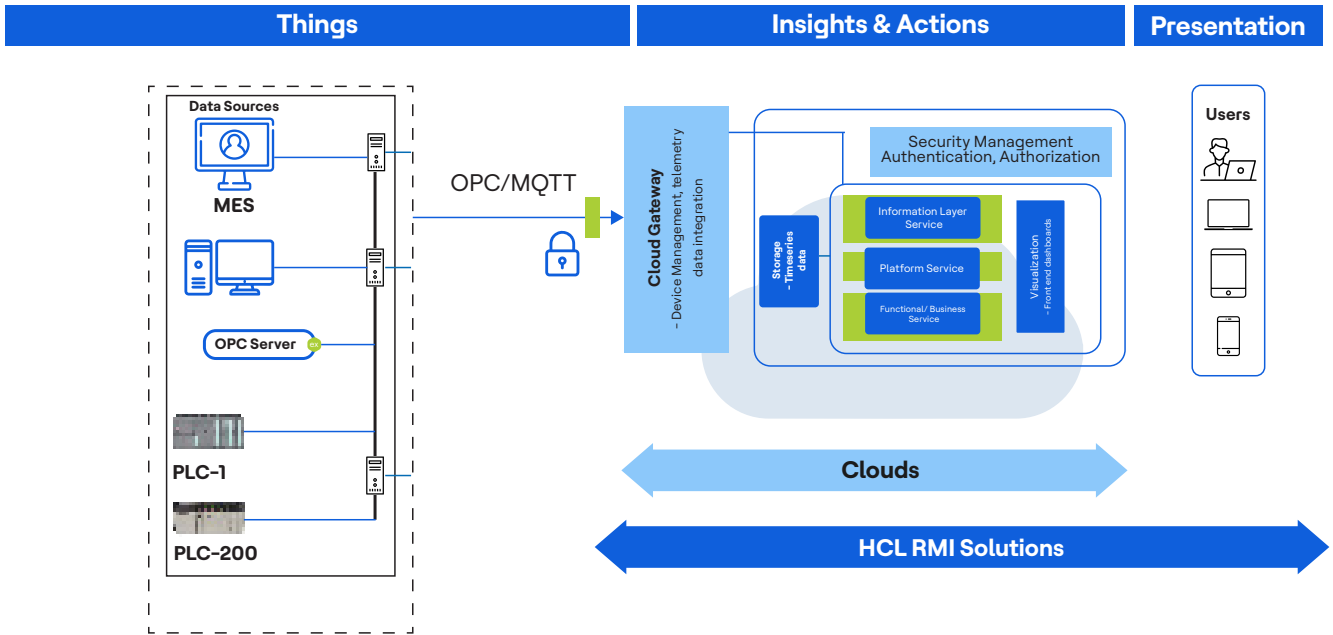 Things
Insights & Actions
Presentation
Data Sources
MES
OPC Server
ex
PLC-1
PLC-200
OPC/MQTT
Cloud Gateway
- Device Management, telemetry
data integration
Security Management
Authentication, Authorization
Storage
- Timeseries
data
Information Layer
Service
Platform Service
Functional/ Business
Service
Visualization
- Front end dashboards
Users
Clouds
HCL RMI Solutions